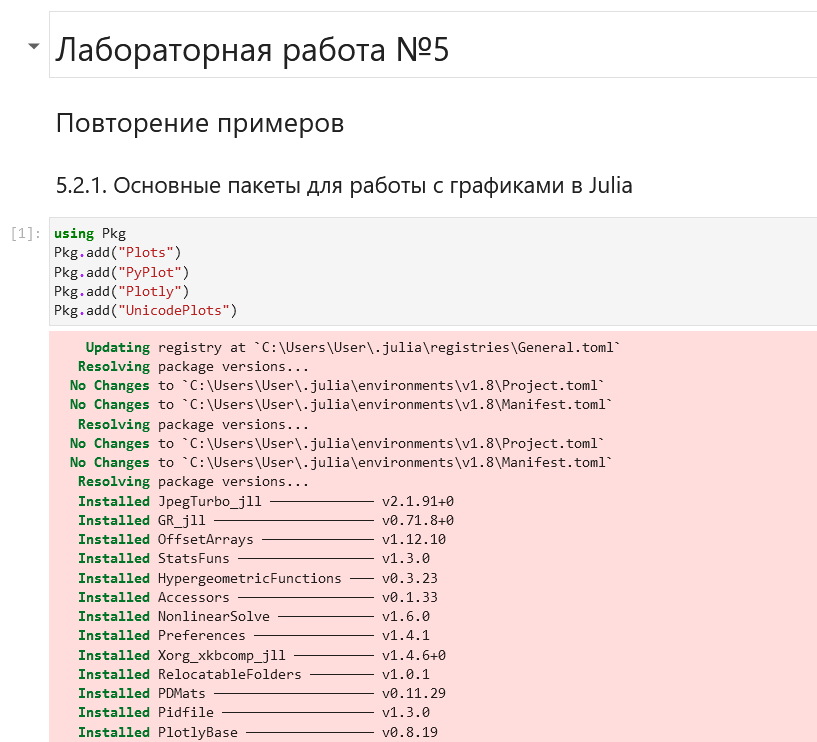 Лабораторная работа №5
Повторение примеров
5.2.1. Основные пакеты для работы с графиками в Julia
[1]: using Pkg
Pkg.add("Plots")
Pkg.add("PyPlot")
Pkg.add("Plotly")
Pkg.add("UnicodePlots")
Updating registry at `C:\Users\User\.julia\registries\General.toml`
Resolving package versions...
No Changes to `C:\Users\User\.julia\environments\v1.8\Project.toml`
No Changes to `C:\Users\User\.julia\environments\v1.8\Manifest.toml`
Resolving package versions...
No Changes to `C:\Users\User\.julia\environments\v1.8\Project.toml`
No Changes to `C:\Users\User\.julia\environments\v1.8\Manifest.toml`
Resolving package versions...
Installed JpegTurbo_jll ───────────── v2.1.91+0
Installed GR_jll ──────────────────── v0.71.8+0
Installed OffsetArrays ────────────── v1.12.10
Installed StatsFuns ───────────────── v1.3.0
Installed HypergeometricFunctions ─── v0.3.23
Installed Accessors ───────────────── v0.1.33
Installed NonlinearSolve ──────────── v1.6.0
Installed Preferences ─────────────── v1.4.1
Installed Xorg_xkbcomp_jll ────────── v1.4.6+0
Installed RelocatableFolders ──────── v1.0.1
Installed PDMats ──────────────────── v0.11.29
Installed Pidfile ─────────────────── v1.3.0
Installed PlotlyBase ──────────────── v0.8.19